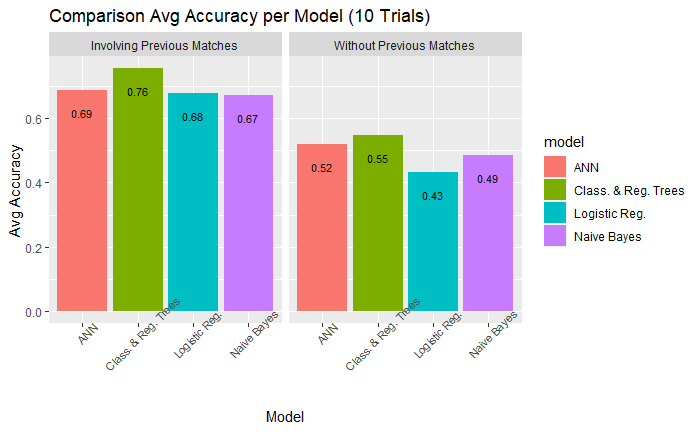 Comparison Avg Accuracy per Model (10 Trials)
Involving Previous Matches
Without Previous Matches
Avg Accuracy
0.6
0.4
0.2
0.0
0.69
0.76
0.68
0.67
0.52
0.55
0.43
0.49
ANN
Class. & Reg. Trees
Logistic Reg.
Naive Bayes
ANN
Class. & Reg. Trees
Logistic Reg.
Naive Bayes
Model
model
ANN
Class. & Reg. Trees
Logistic Reg.
Naive Bayes